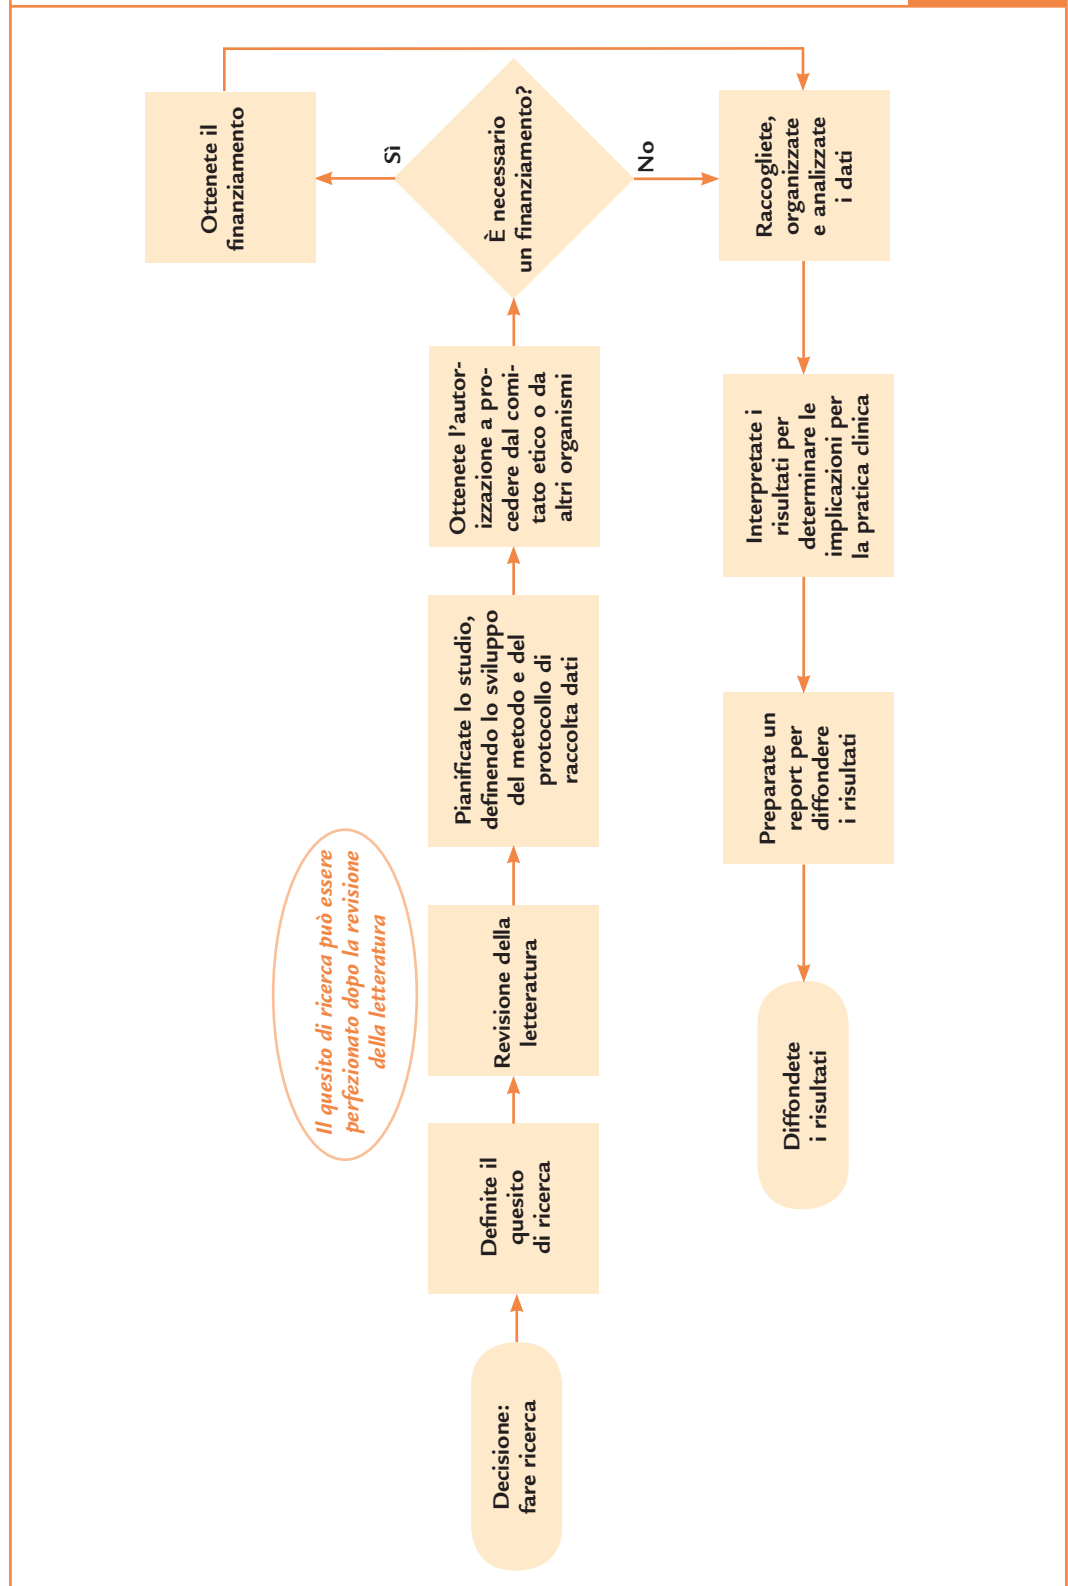 Decisione:
fare ricerca
Definite il
quesito
di ricerca
Il quesito di ricerca può essere
perfezionato dopo la revisione
della letteratura
Revisione della
letteratura
Pianificate lo studio,
definendo lo sviluppo
del metodo e del
protocollo di
raccolta dati
Ottenete l'autor-
izzazione a pro-
cedere dal comi-
tato etico o da
altri organismi
È necessario
un finanziamento?
Sì
Ottenete il
finanziamento
No
Raccogliete,
organizzate
e analizzate
i dati
Interpretate i
risultati per
determinare le
implicazioni per
la pratica clinica
Preparate un
report per
diffondere
i risultati
Diffondete
i risultati